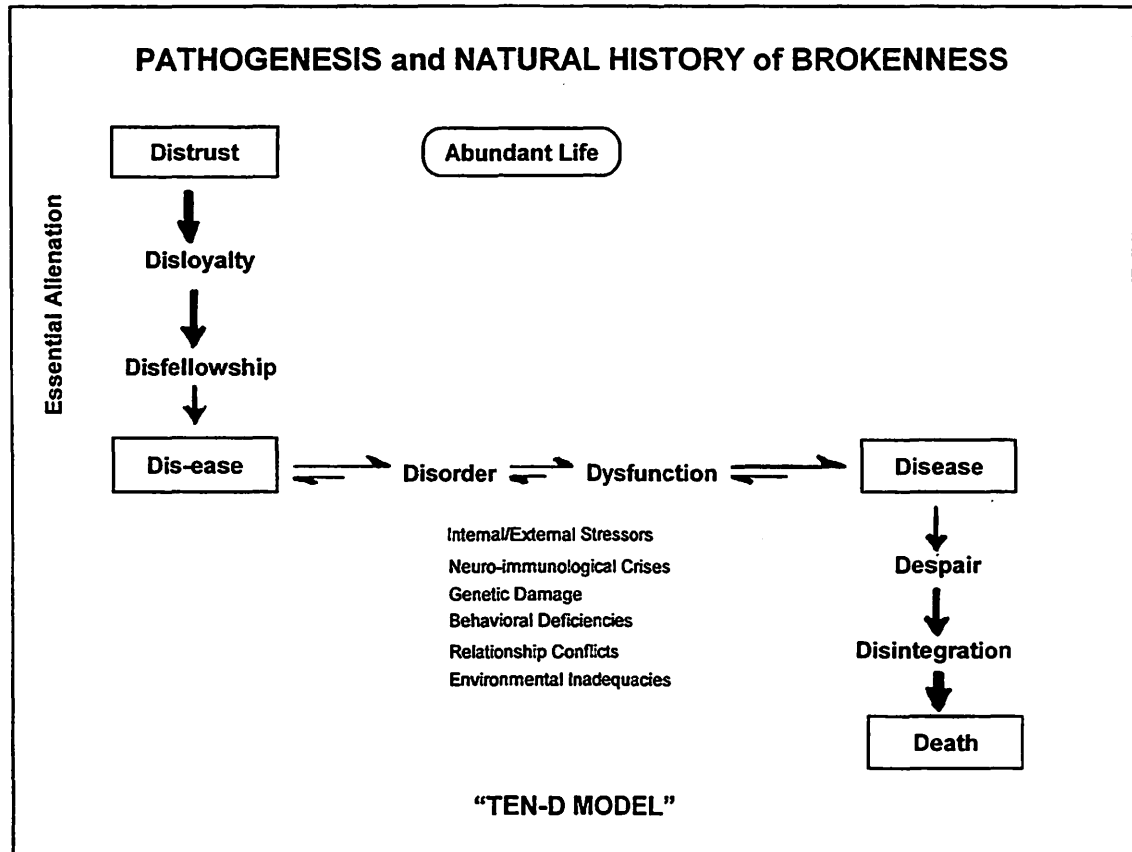 PATHOGENESIS and NATURAL HISTORY of BROKENNESS
Distrust
Abundant Life
Essential Alienation
Disloyalty
Disfellowship
Dis-ease
Disorder
Dysfunction
Disease
Internal/External Stressors
Neuro-immunological Crises
Genetic Damage
Behavioral Deficiencies
Relationship Conflicts
Environmental Inadequacies
Despair
Disintegration
Death
“TEN-D MODEL”